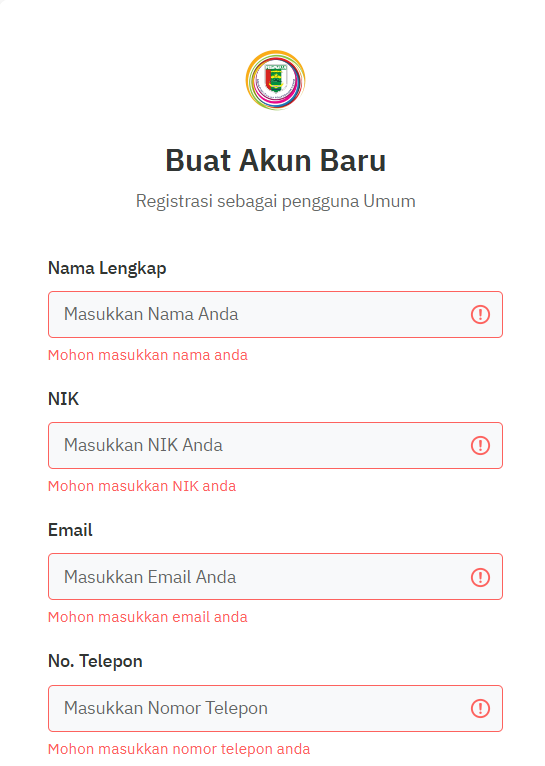 Buat Akun Baru
Registrasi sebagai pengguna Umum
Nama Lengkap
Masukkan Nama Anda
Mohon masukkan nama anda
NIK
Masukkan NIK Anda
Mohon masukkan NIK anda
Email
Masukkan Email Anda
Mohon masukkan email anda
No. Telepon
Masukkan Nomor Telepon
Mohon masukkan nomor telepon anda